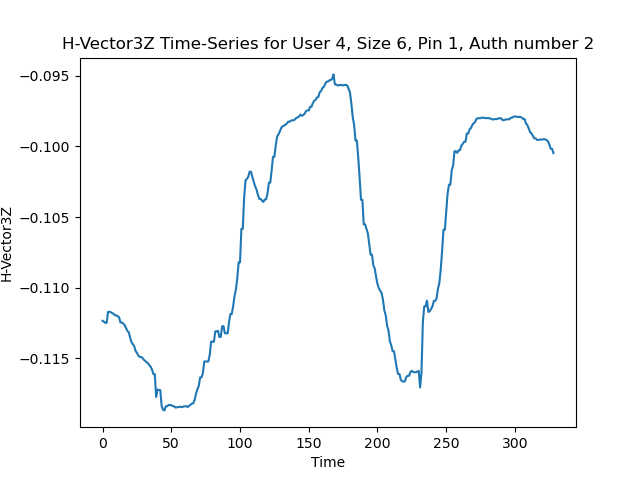 H-Vector3Z Time-Series for User 4, Size 6, Pin 1, Auth number 2
H-Vector3Z
−0.095
−0.100
−0.105
−0.110
−0.115
0 50 100 150 200 250 300
Time